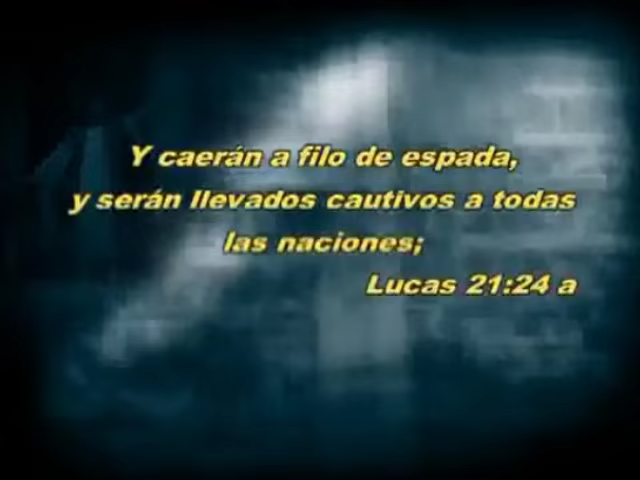 Y caerán a filo de espada,
y serán llevados cautivos a todas
las naciones;
Lucas 21:24 a